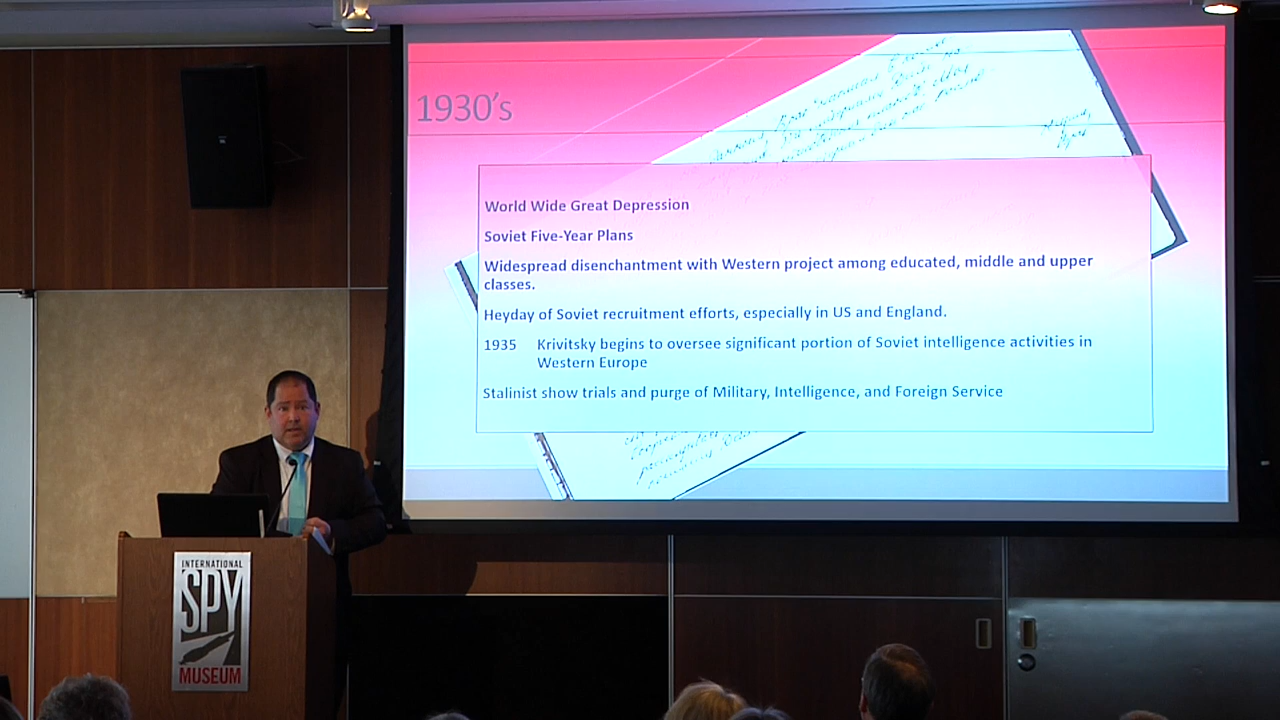 1930's
World Wide Great Depression
Soviet Five-Year Plans
Widespread disenchantment with Western project among educated, middle and upper
classes.
Heyday of Soviet recruitment efforts, especially in US and England.
1935 Krivitsky begins to oversee significant portion of Soviet intelligence activities in
Western Europe
Stalinist show trials and purge of Military, Intelligence, and Foreign Service
INTERNATIONAL
SPY
MUSEUM